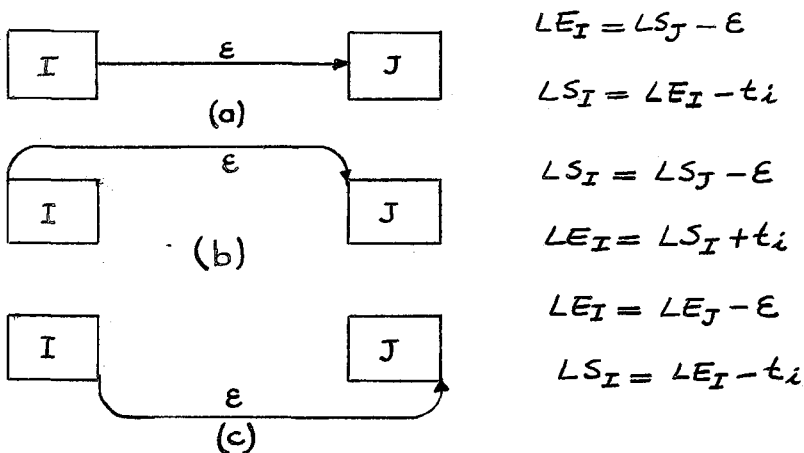 I ε J LE_I = LS_J - ε
(a) LS_I = LE_I - t_i
ε LS_I = LS_J - ε
I J
(b) LE_I = LS_I + t_i
I J LE_I = LE_J - ε
ε LS_I = LE_I - t_i
(c)